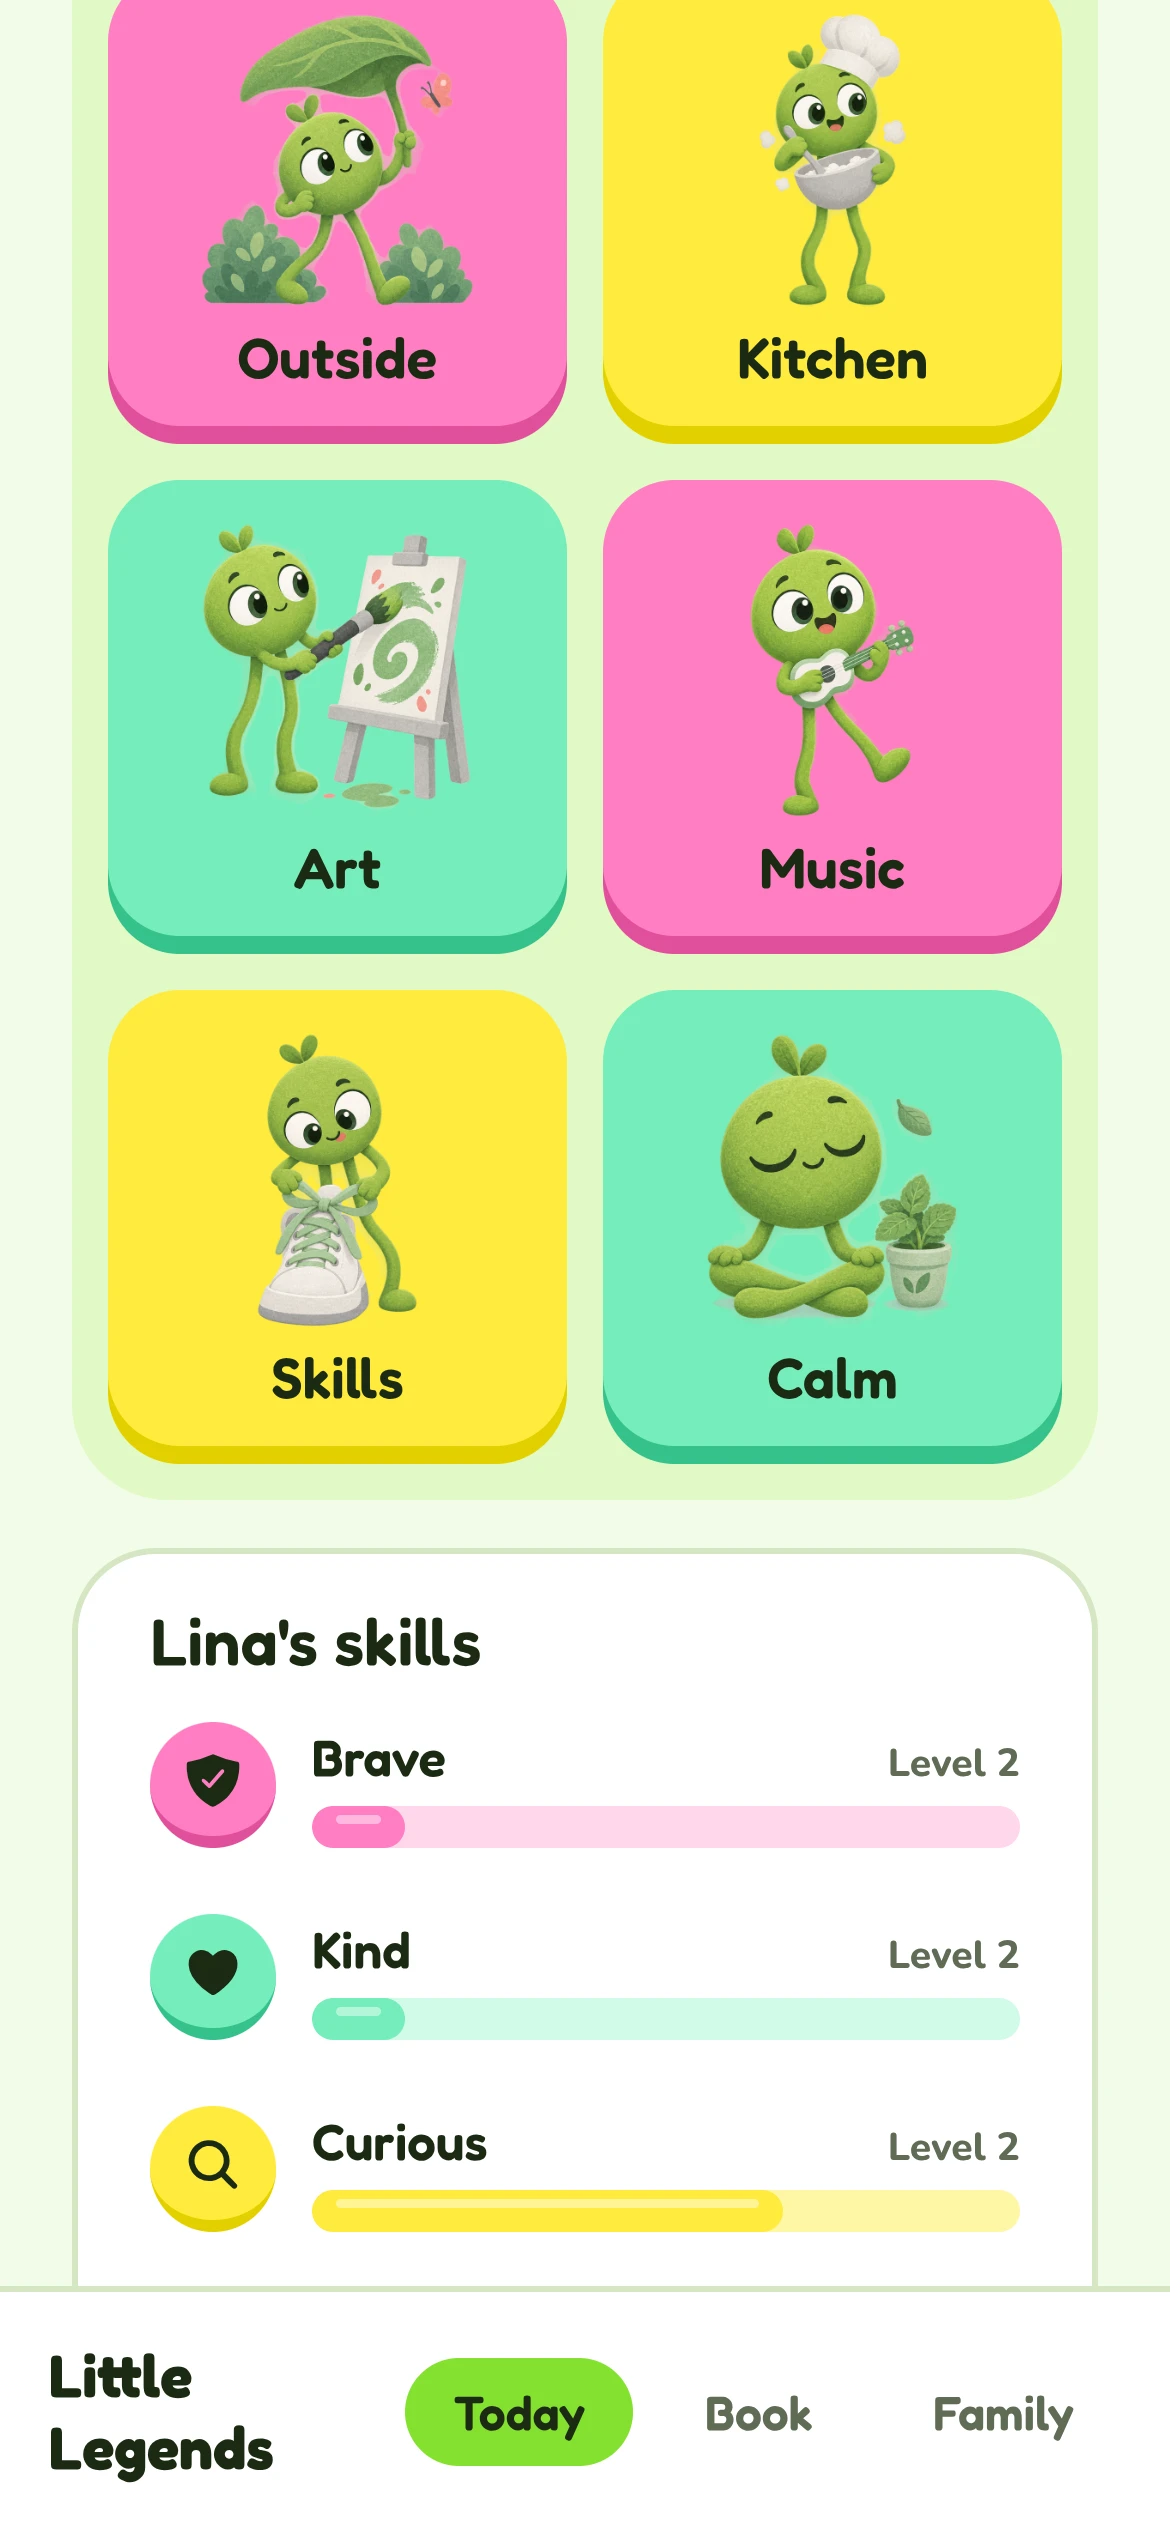 Outside
Kitchen
Art
Music
Skills
Calm
Lina's skills
Brave
Level 2
Kind
Level 2
Curious
Level 2
Little
Legends
Today
Book
Family